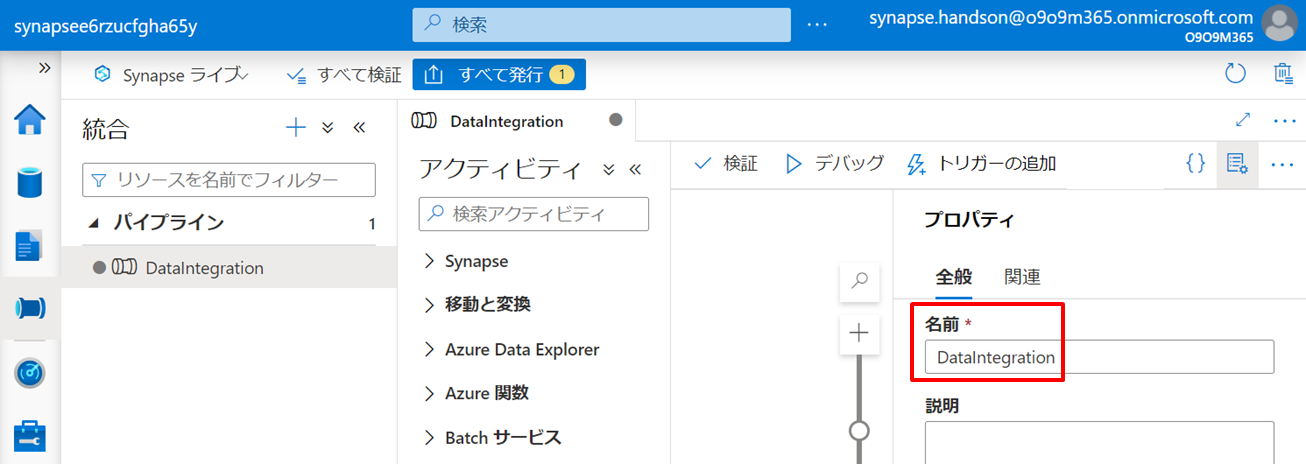 synapsee6rzucfgha65y
検索
synapse.handson@o9o9m365.onmicrosoft.com
O9O9M365
Synapse ライブ
すべて検証
すべて発行 1
統合
リソースを名前でフィルター
パイプライン 1
DataIntegration
DataIntegration
アクティビティ
検索アクティビティ
Synapse
移動と変換
Azure Data Explorer
Azure 関数
Batch サービス
検証
デバッグ
トリガーの追加
{}
プロパティ
全般
関連
名前 *
DataIntegration
説明